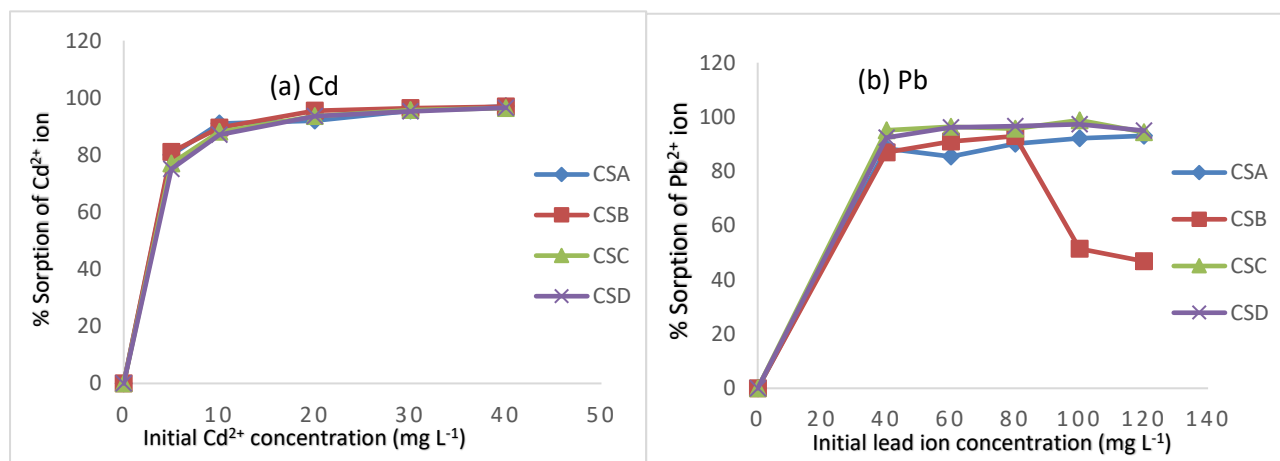 120
100
80
60
40
20
0
% Sorption of Cd²⁺ ion
(a) Cd
0 10 20 30 40 50
Initial Cd²⁺ concentration (mg L⁻¹)
CSA
CSB
CSC
CSD
120
100
80
60
40
20
0
% Sorption of Pb²⁺ ion
(b) Pb
0 20 40 60 80 100 120 140
Initial lead ion concentration (mg L⁻¹)
CSA
CSB
CSC
CSD